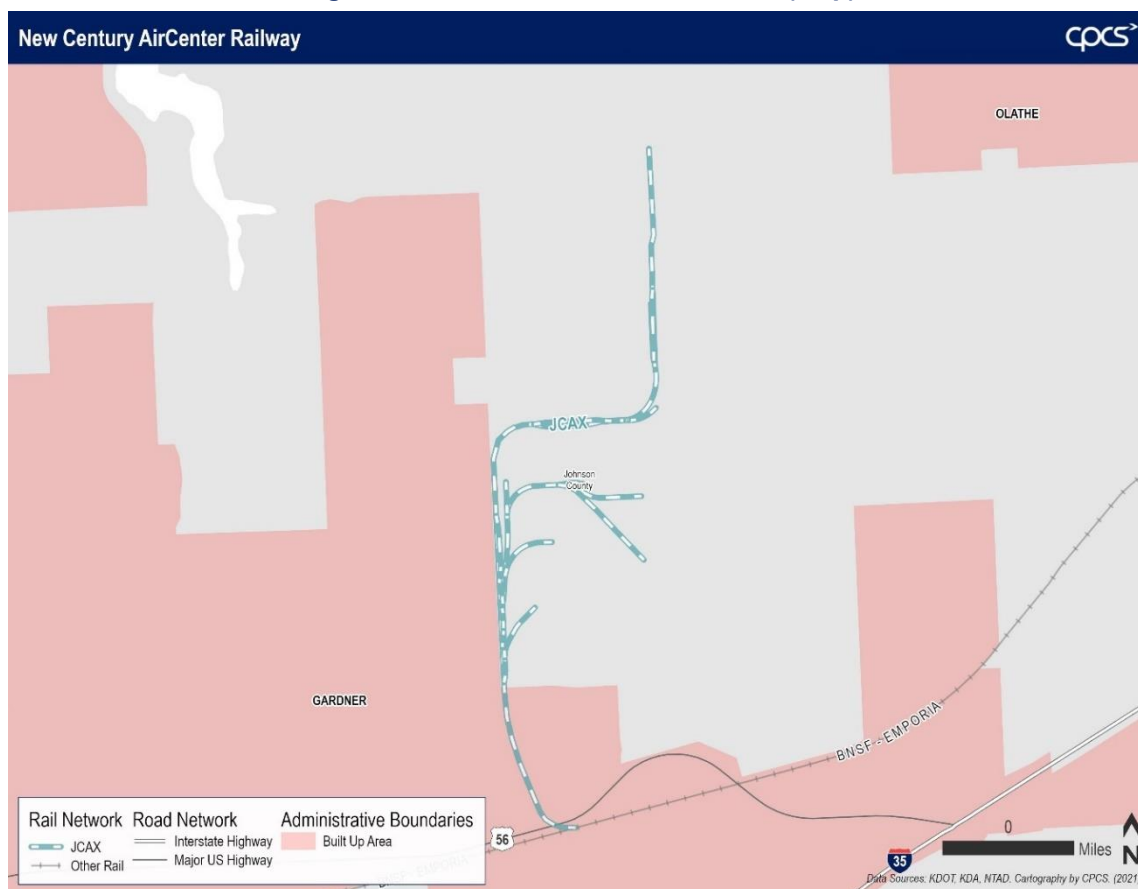 New Century AirCenter Railway
cpcs
OLATHE
JCAX
Johnson
County
GARDNER
BNSF - EMPORIA
56
35
Rail Network
JCAX
Other Rail
Road Network
Interstate Highway
Major US Highway
Administrative Boundaries
Built Up Area
0
Miles
N
Data Sources: KDOT, KDA, NTAD. Cartography by CPCS. (2021